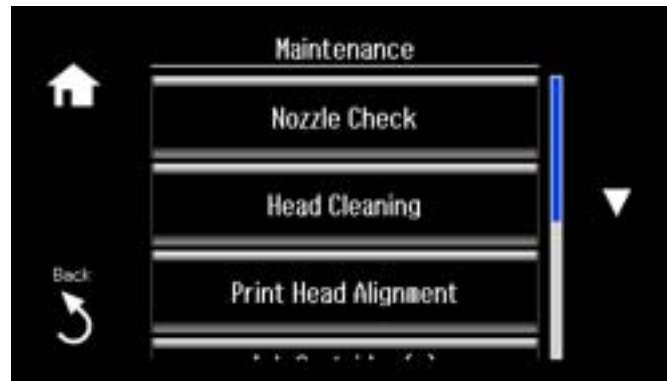 Maintenance
Nozzle Check
Head Cleaning
Back
Print Head Alignment